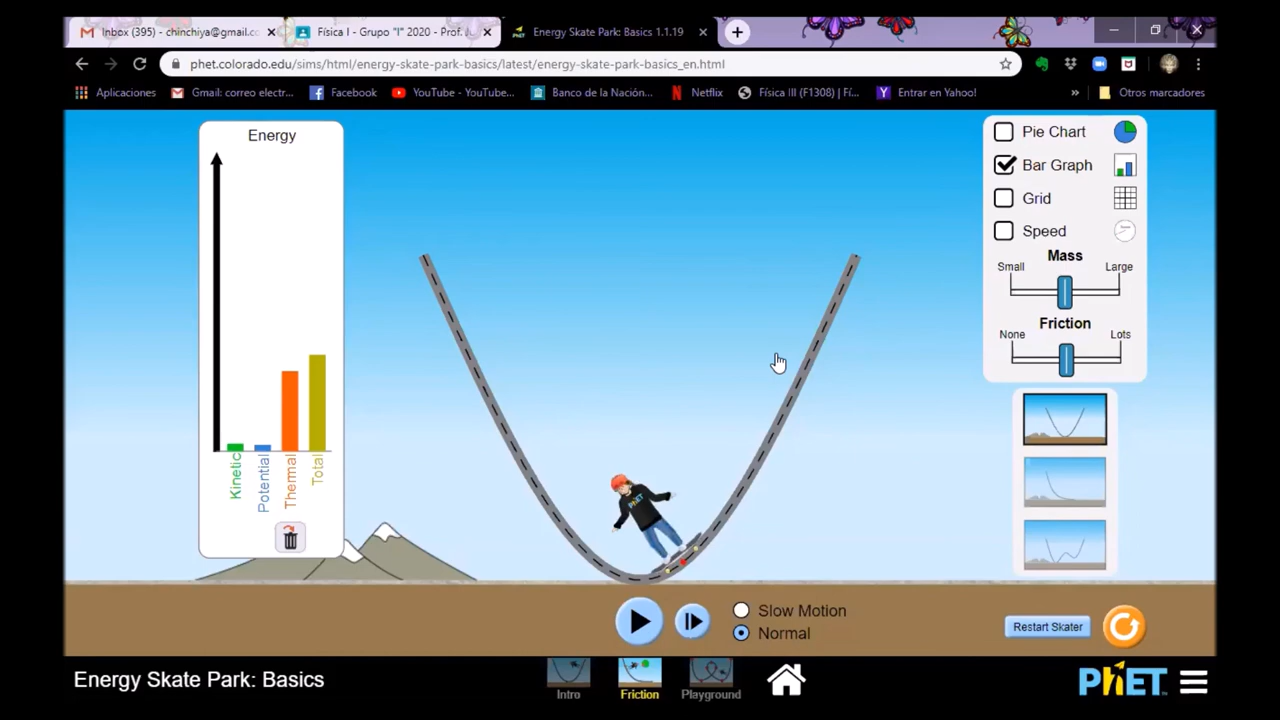 Inbox (395) - chinchiya@gmail.cc
Física I - Grupo "I" 2020 - Prof.
Energy Skate Park: Basics 1.1.19
phet.colorado.edu/sims/html/energy-skate-park-basics/latest/energy-skate-park-basics_en.html
Aplicaciones
Gmail: correo electr...
Facebook
YouTube - YouTube...
Banco de la Nación...
Netflix
Física III (F1308) | Fí...
Entrar en Yahoo!
»
Otros marcadores
Energy
Kinetic
Potential
Thermal
Total
Pie Chart
Bar Graph
Grid
Speed
Mass
Small Large
Friction
None Lots
PhET
Slow Motion
Normal
Restart Skater
Energy Skate Park: Basics
Intro
Friction
Playground
PhET